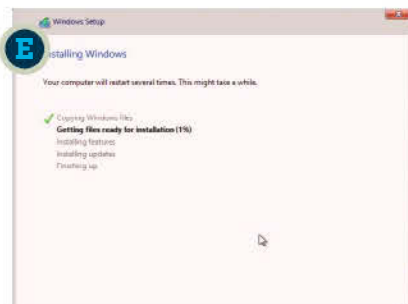 Windows Setup
E
nstalling Windows
Your computer will restart several times. This might take a while.
Copying Windows files
Getting files ready for installation (1%)
Installing features
Installing updates
Finishing up